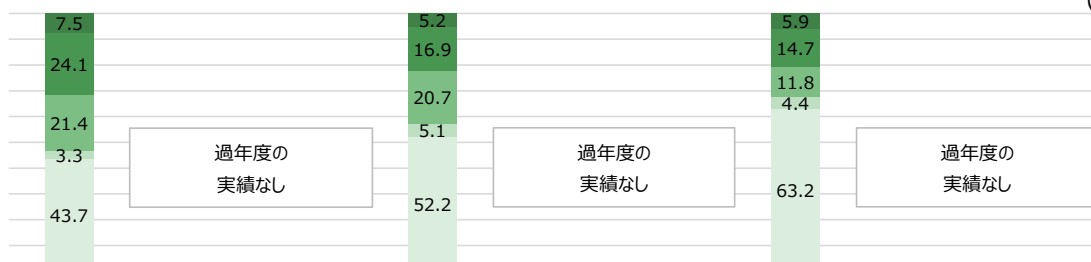 7.5
24.1
21.4
3.3
43.7
過年度の
実績なし
5.2
16.9
20.7
5.1
52.2
過年度の
実績なし
5.9
14.7
11.8
4.4
63.2
過年度の
実績なし